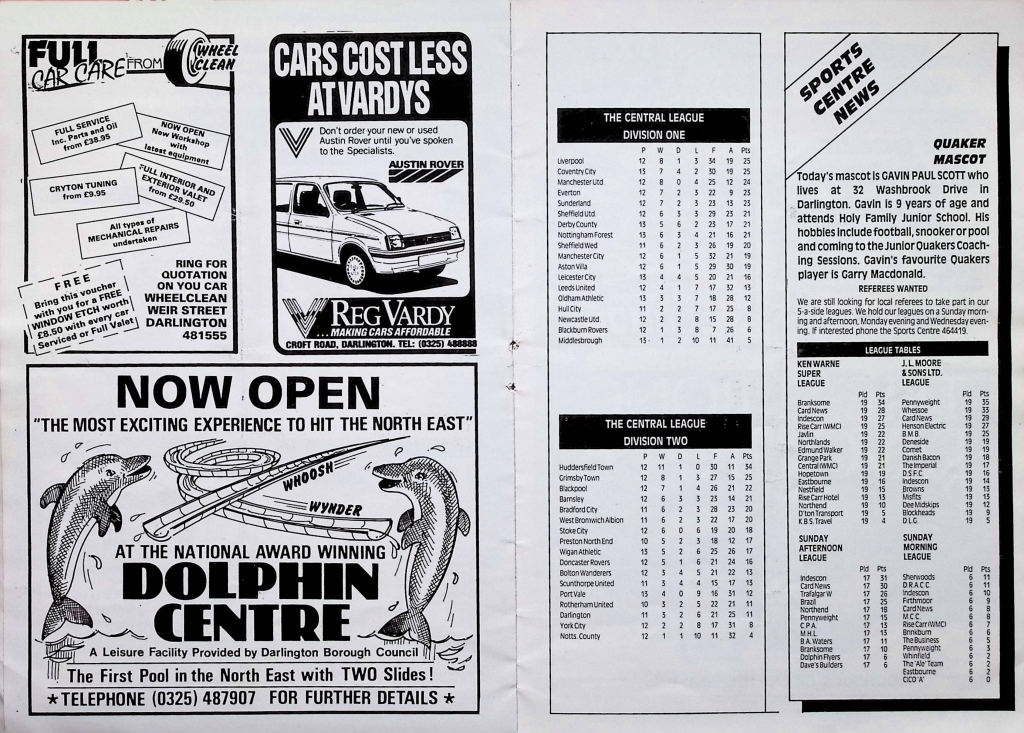 FULL
CAR CARE FROM
WHEEL
CLEAN
FULL SERVICE
Inc. Parts and Oil
from £38.95
NOW OPEN
New Workshop
with
latest equipment
CRYTON TUNING
from £9.95
FULL INTERIOR AND
EXTERIOR VALET
from £29.50
All types of
MECHANICAL REPAIRS
undertaken
FREE
Bring this voucher
with you for a FREE
WINDOW ETCH worth
£8.50 with every car
Serviced or Full Valet
RING FOR
QUOTATION
ON YOU CAR
WHEELCLEAN
WEIR STREET
DARLINGTON
481555
CARS COST LESS
AT VARDYS
Don't order your new or used
Austin Rover until you've spoken
to the Specialists.
AUSTIN ROVER
REG VARDY
...MAKING CARS AFFORDABLE
CROFT ROAD, DARLINGTON. TEL: (0325) 488888
NOW OPEN
"THE MOST EXCITING EXPERIENCE TO HIT THE NORTH EAST"
WHOOSH
WYNDER
AT THE NATIONAL AWARD WINNING
DOLPHIN
CENTRE
A Leisure Facility Provided by Darlington Borough Council
The First Pool in the North East with TWO Slides!
*TELEPHONE (0325) 487907 FOR FURTHER DETAILS*
THE CENTRAL LEAGUE
DIVISION ONE
P W D L F A Pts
Liverpool 12 8 1 3 34 19 25
Coventry City 13 7 4 2 30 19 25
Manchester Utd. 12 8 0 4 25 12 24
Everton 12 7 2 3 22 9 23
Sunderland 12 7 2 3 23 13 23
Sheffield Utd 12 6 3 3 29 23 21
Derby County 13 5 6 2 23 17 21
Nottingham Forest 13 6 3 4 21 16 21
Sheffield Wed 11 6 2 3 26 19 20
Manchester City 12 6 1 5 32 21 19
Aston Villa 12 6 1 5 29 30 19
Leicester City 13 4 4 5 20 21 16
Leeds United 12 4 1 7 17 32 13
Oldham Athletic 13 3 3 7 18 28 12
Hull City 11 2 2 7 17 25 8
Newcastle Utd. 12 2 2 8 15 28 8
Blackburn Rovers 12 1 3 8 7 26 6
Middlesbrough 13 1 2 10 11 41 5
THE CENTRAL LEAGUE
DIVISION TWO
P W D L F A Pts
Huddersfield Town 12 11 1 0 30 11 34
Grimsby Town 12 8 1 3 27 15 25
Blackpool 12 7 1 4 26 21 22
Barnsley 12 6 3 3 23 14 21
Bradford City 11 6 2 3 28 23 20
West Bromwich Albion 11 6 2 3 22 17 20
Stoke City 12 6 0 6 19 20 18
Preston North End 10 5 2 3 18 12 17
Wigan Athletic 13 5 2 6 25 26 17
Doncaster Rovers 12 5 1 6 21 24 16
Bolton Wanderers 12 3 4 5 21 22 13
Scunthorpe United 11 3 4 4 15 17 13
Port Vale 13 4 0 9 16 31 12
Rotherham United 10 3 2 5 22 21 11
Darlington 11 3 2 6 21 25 11
York City 12 2 2 8 17 31 8
Notts. County 12 1 1 10 11 32 4
SPORTS
CENTRE
NEWS
QUAKER
MASCOT
Today's mascot is GAVIN PAUL SCOTT who
lives at 32 Washbrook Drive in
Darlington. Gavin is 9 years of age and
attends Holy Family Junior School. His
hobbies include football, snooker or pool
and coming to the Junior Quakers Coach-
ing Sessions. Gavin's favourite Quakers
player is Garry Macdonald.
REFEREES WANTED
We are still looking for local referees to take part in our
5-a-side leagues. We hold our leagues on a Sunday morn-
ing and afternoon, Monday evening and Wednesday even-
ing. If interested phone the Sports Centre 464419.
LEAGUE TABLES
KEN WARNE
SUPER
LEAGUE
Pld Pts
Branksome 19 34
Card News 19 28
Indescon 19 27
Rise Carr (WMC) 19 25
Javlin 19 22
Northlands 19 22
Edmund Walker 19 22
Grange Park 19 21
Central (WMC) 19 21
Hopetown 19 19
Eastbourne 19 16
Nestfield 19 15
Rise Carr Hotel 19 13
Northend 19 10
D'ton Transport 19 5
K.B.S. Travel 19 4
J.L. MOORE
& SONS LTD.
LEAGUE
Pld Pts
Pennyweight 19 35
Whessoe 19 33
Card News 19 29
Henson Electric 19 27
B.M.B. 19 25
Deneside 19 19
Comet 19 19
Danish Bacon 19 18
The Imperial 19 17
D.S.F.C. 19 16
Indescon 19 14
Browns 19 13
Misfits 19 13
Dee Midskips 19 12
Blockheads 19 9
D.L.G. 19 5
SUNDAY
AFTERNOON
LEAGUE
Pld Pts
Indescon 17 31
Card News 17 30
Trafalgar W 17 26
Brazil 17 25
Northend 17 18
Pennyweight 17 15
C.P.A. 17 13
M.H.L. 17 13
B.A. Waters 17 11
Branksome 17 10
Dolphin Flyers 17 6
Dave's Builders 17 6
SUNDAY
MORNING
LEAGUE
Pld Pts
Sherwoods 6 11
D.R.A.C.C. 6 11
Indescon 6 10
Firthmoor 6 9
Card News 6 8
M.C.C. 6 8
Rise Carr (WMC) 6 7
Brinkburn 6 6
The Business 6 5
Pennyweight 6 3
Whinfield 6 2
The 'Ale' Team 6 2
Eastbourne 6 2
CICO 'A' 6 0